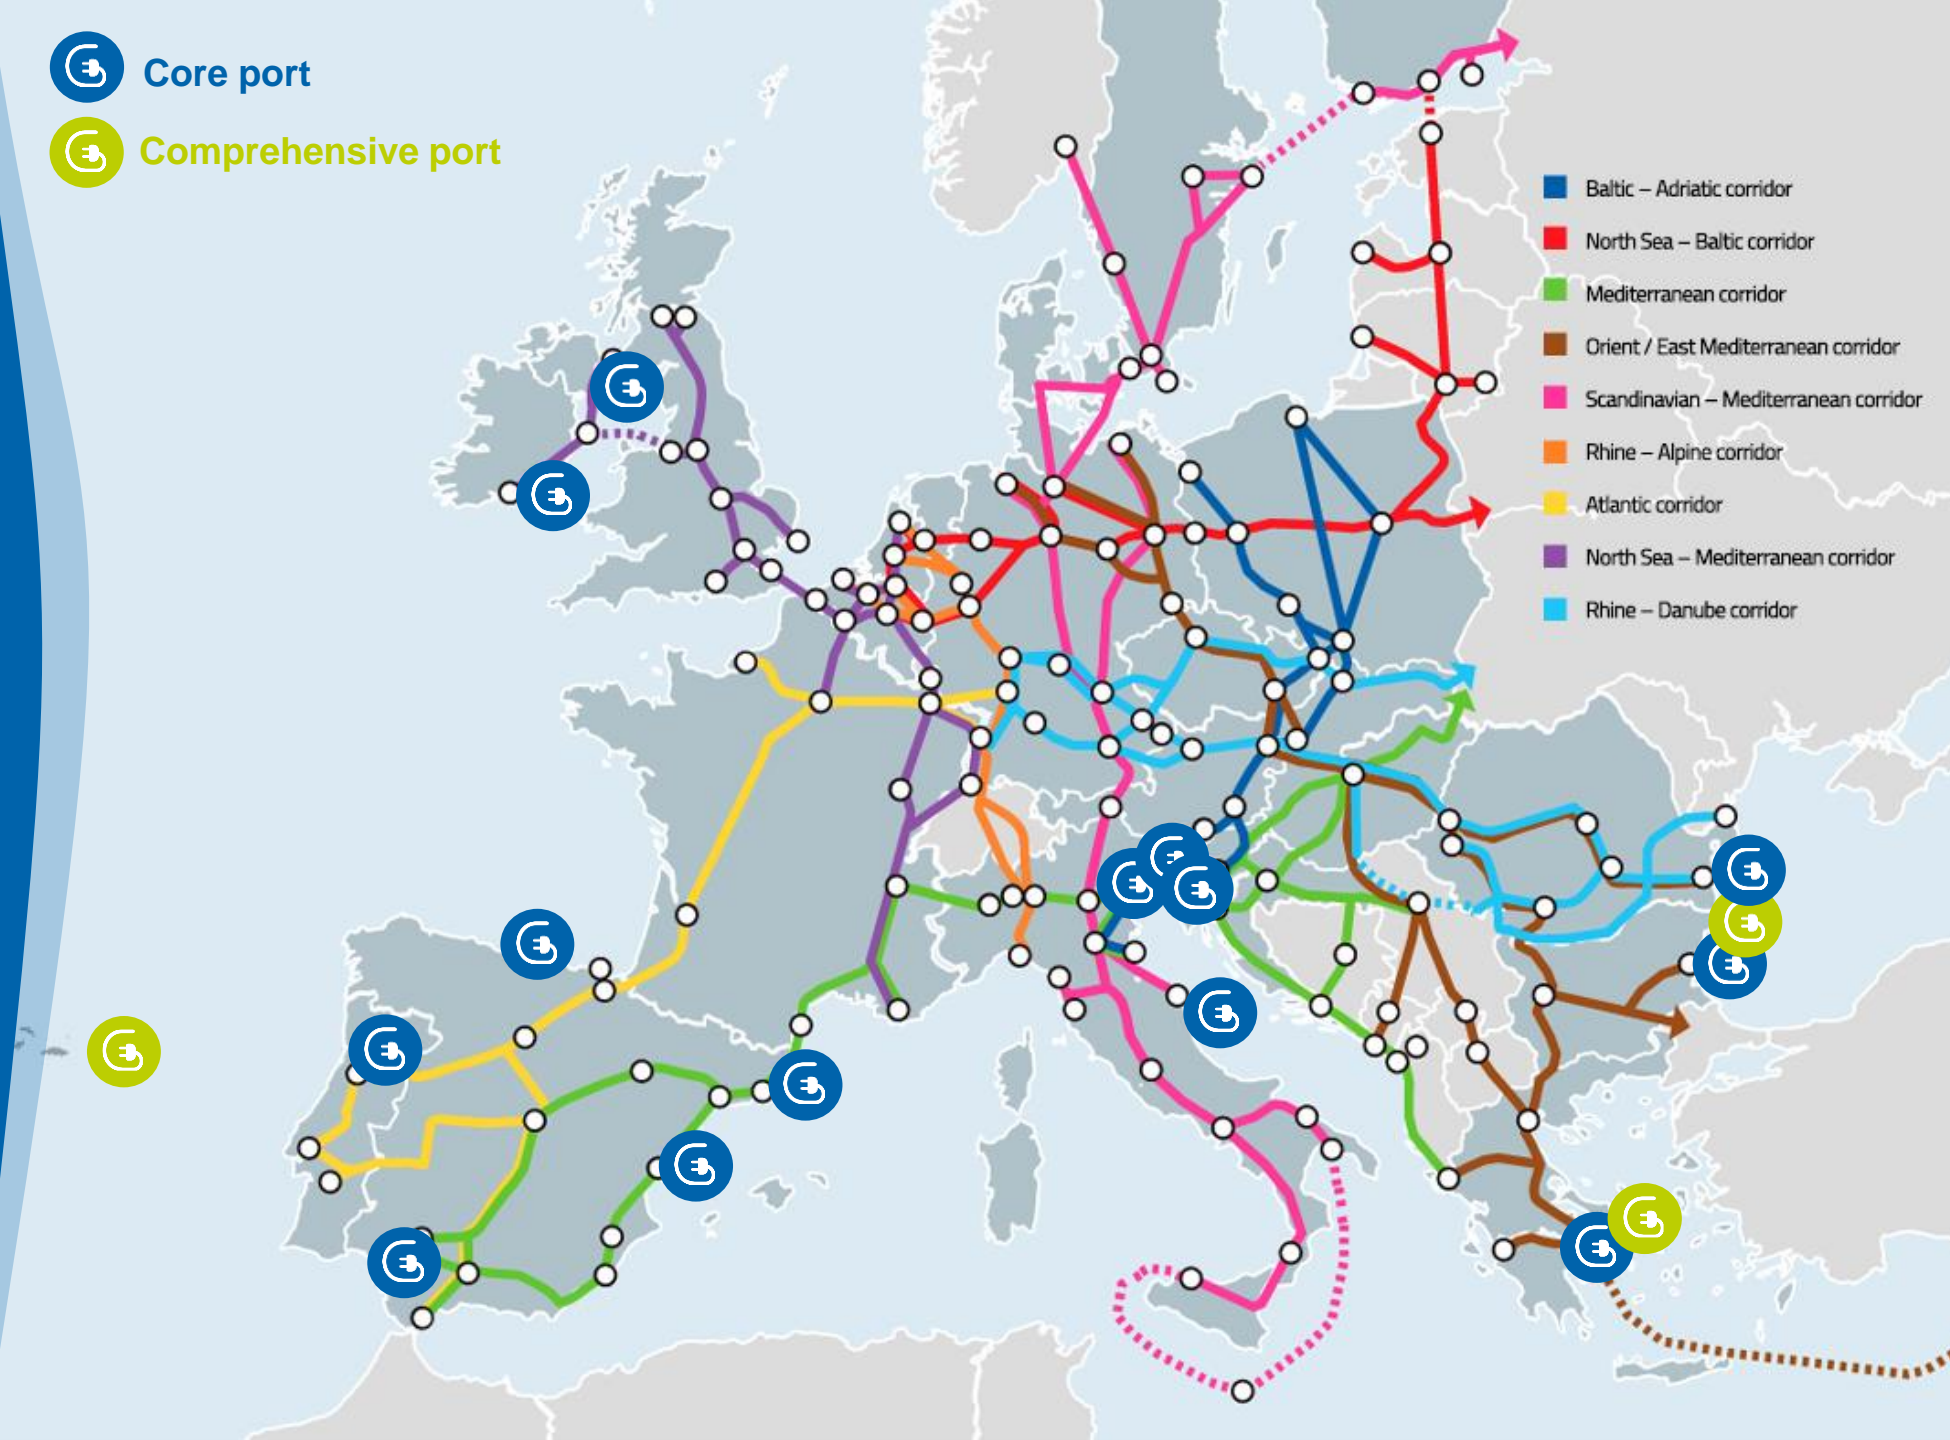 Core port
Comprehensive port
Baltic – Adriatic corridor
North Sea – Baltic corridor
Mediterranean corridor
Orient / East Mediterranean corridor
Scandinavian – Mediterranean corridor
Rhine – Alpine corridor
Atlantic corridor
North Sea – Mediterranean corridor
Rhine – Danube corridor